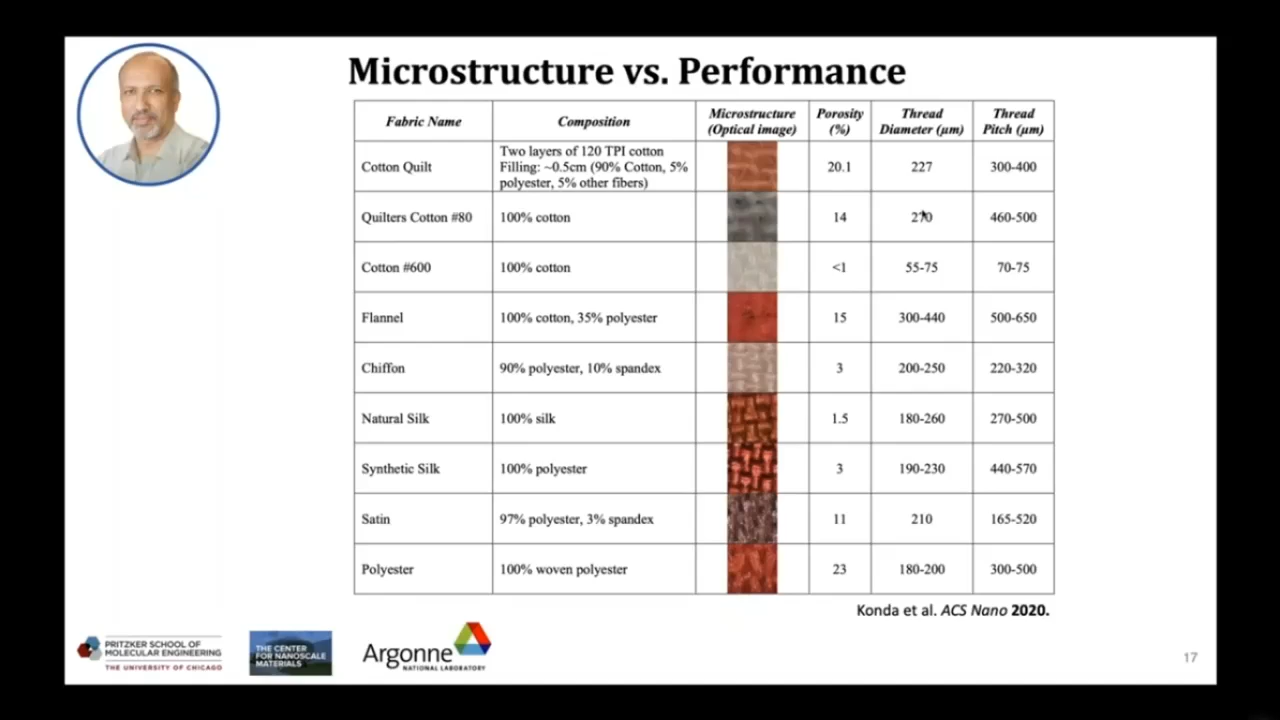 Microstructure vs. Performance
Fabric Name Composition Microstructure (Optical image) Porosity (%) Thread Diameter (µm) Thread Pitch (µm)
Cotton Quilt Two layers of 120 TPI cotton Filling: ~0.5cm (90% Cotton, 5% polyester, 5% other fibers) 20.1 227 300-400
Quilters Cotton #80 100% cotton 14 270 460-500
Cotton #600 100% cotton <1 55-75 70-75
Flannel 100% cotton, 35% polyester 15 300-440 500-650
Chiffon 90% polyester, 10% spandex 3 200-250 220-320
Natural Silk 100% silk 1.5 180-260 270-500
Synthetic Silk 100% polyester 3 190-230 440-570
Satin 97% polyester, 3% spandex 11 210 165-520
Polyester 100% woven polyester 23 180-200 300-500
Konda et al. ACS Nano 2020.
PRITZKER SCHOOL OF
MOLECULAR ENGINEERING
THE UNIVERSITY OF CHICAGO
THE CENTER
FOR NANOSCALE
MATERIALS
Argonne
NATIONAL LABORATORY
17